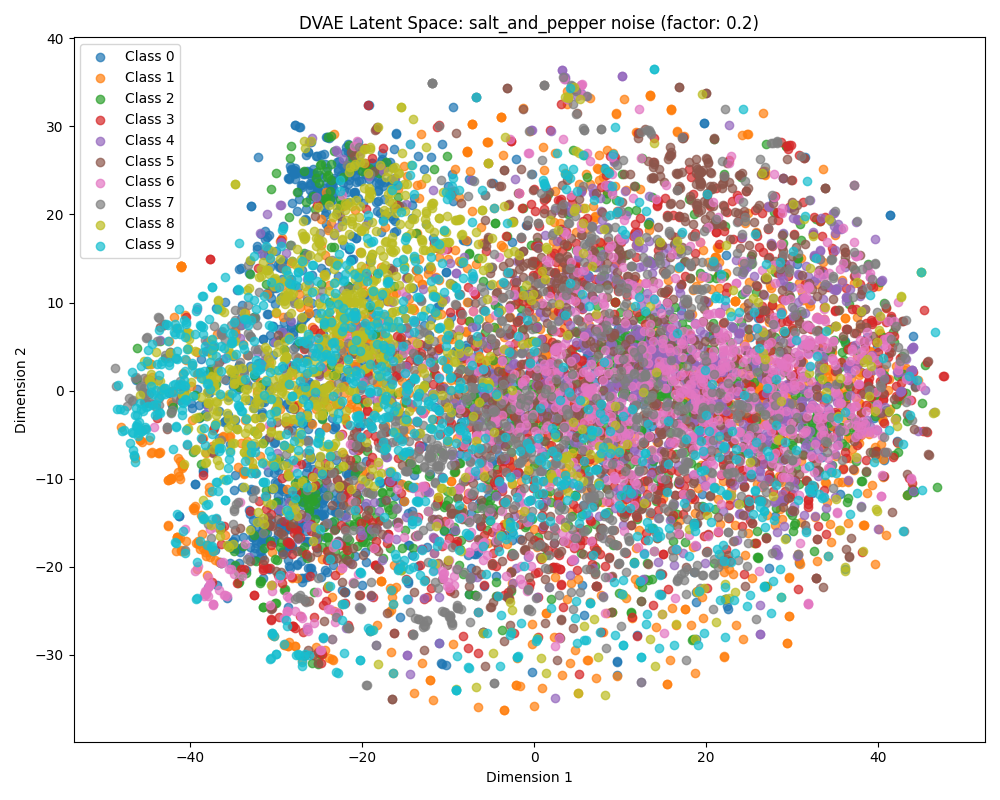 DVAE Latent Space: salt_and_pepper noise (factor: 0.2)
Class 0
Class 1
Class 2
Class 3
Class 4
Class 5
Class 6
Class 7
Class 8
Class 9
40
30
20
10
0
−10
−20
−30
Dimension 2
−40
−20
0
20
40
Dimension 1